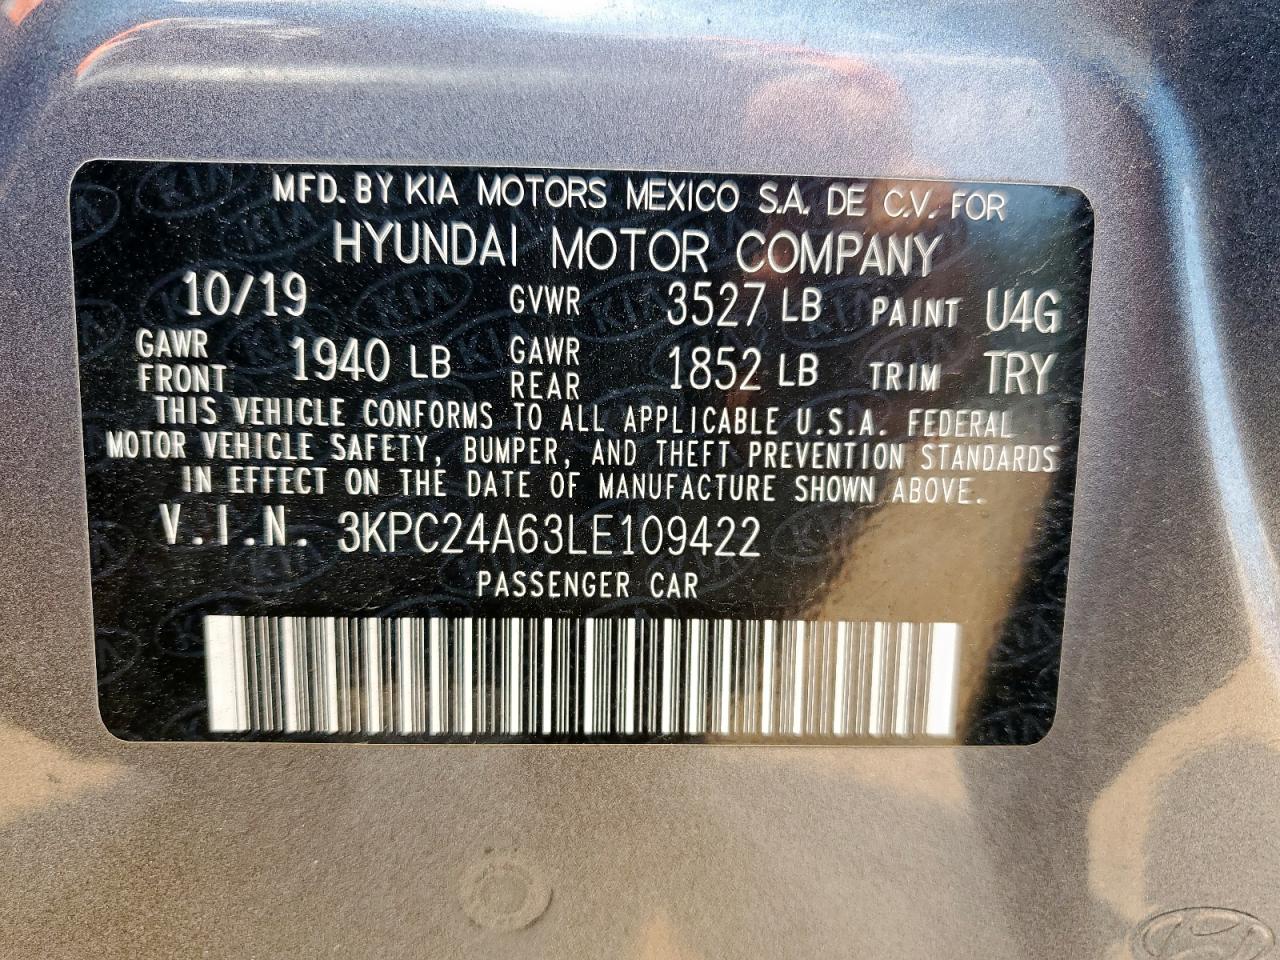 MFD. BY KIA MOTORS MEXICO S.A. DE C.V. FOR
HYUNDAI MOTOR COMPANY
10/19 GVWR 3527 LB PAINT U4G
GAWR FRONT 1940 LB GAWR REAR 1852 LB TRIM TRY
THIS VEHICLE CONFORMS TO ALL APPLICABLE U.S.A. FEDERAL
MOTOR VEHICLE SAFETY, BUMPER, AND THEFT PREVENTION STANDARDS
IN EFFECT ON THE DATE OF MANUFACTURE SHOWN ABOVE.
V.I.N. 3KPC24A63LE109422
PASSENGER CAR